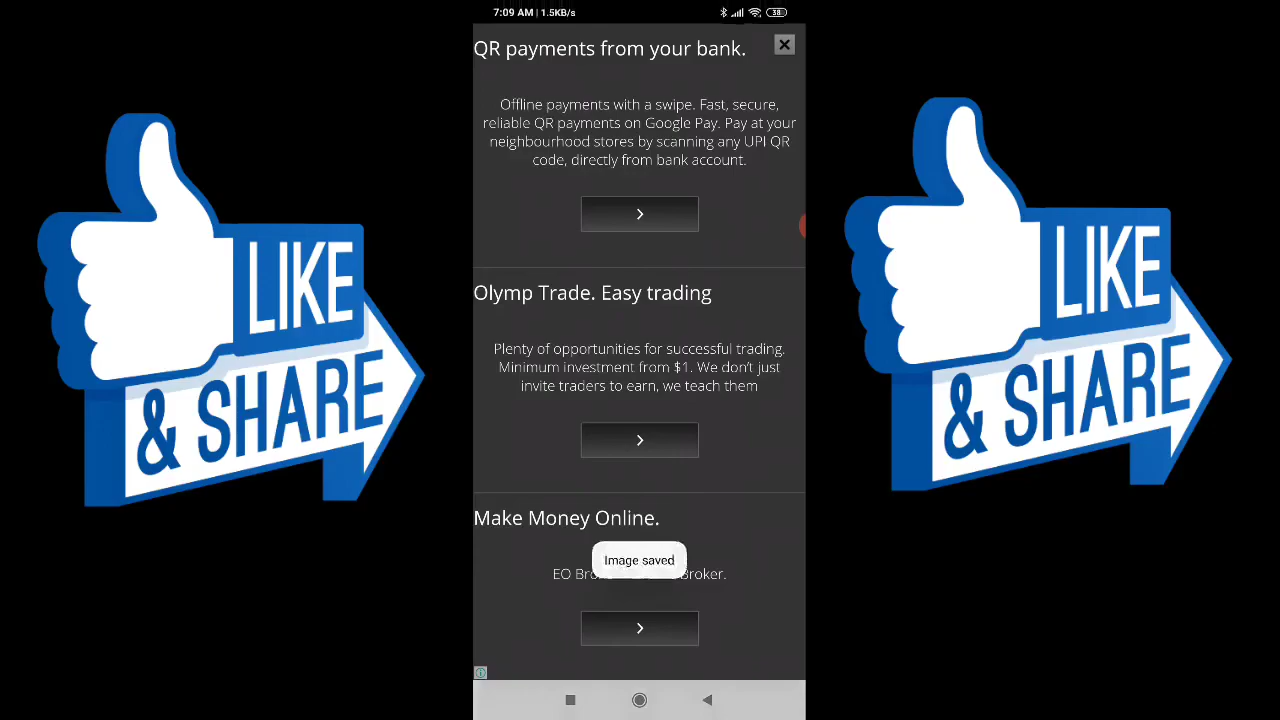 7:09 AM | 1.5KB/s
38
QR payments from your bank.
Offline payments with a swipe. Fast, secure,
reliable QR payments on Google Pay. Pay at your
neighbourhood stores by scanning any UPI QR
code, directly from bank account.
Olymp Trade. Easy trading
Plenty of opportunities for successful trading.
Minimum investment from $1. We don't just
invite traders to earn, we teach them
Make Money Online.
Image saved
EO Broker.
LIKE
& SHARE
LIKE
& SHARE